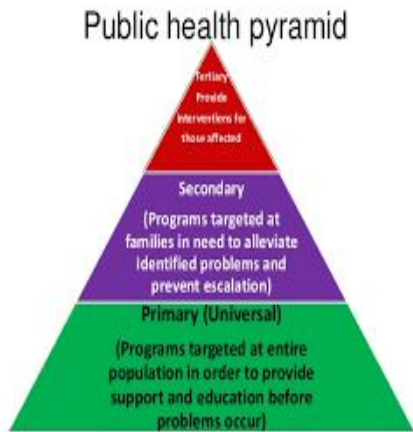 Public health pyramid
Tertiary
Provide
interventions for
those affected
Secondary
(Programs targeted at
families in need to alleviate
identified problems and
prevent escalation)
Primary (Universal)
(Programs targeted at entire
population in order to provide
support and education before
problems occur)